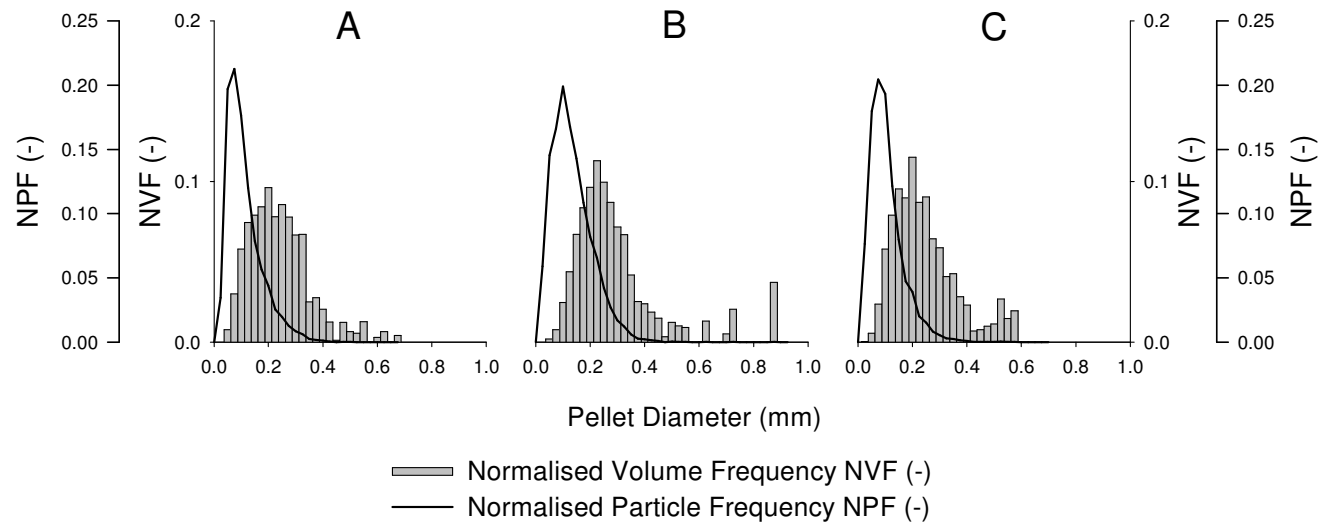 A B C
NPF (-)
0.25
0.20
0.15
0.10
0.05
0.00
NVF (-)
0.2
0.1
0.0
0.0 0.2 0.4 0.6 0.8 1.0
0.0 0.2 0.4 0.6 0.8 1.0
0.0 0.2 0.4 0.6 0.8 1.0
NVF (-)
0.2
0.1
0.0
NPF (-)
0.25
0.20
0.15
0.10
0.05
0.00
Pellet Diameter (mm)
Normalised Volume Frequency NVF (-)
Normalised Particle Frequency NPF (-)